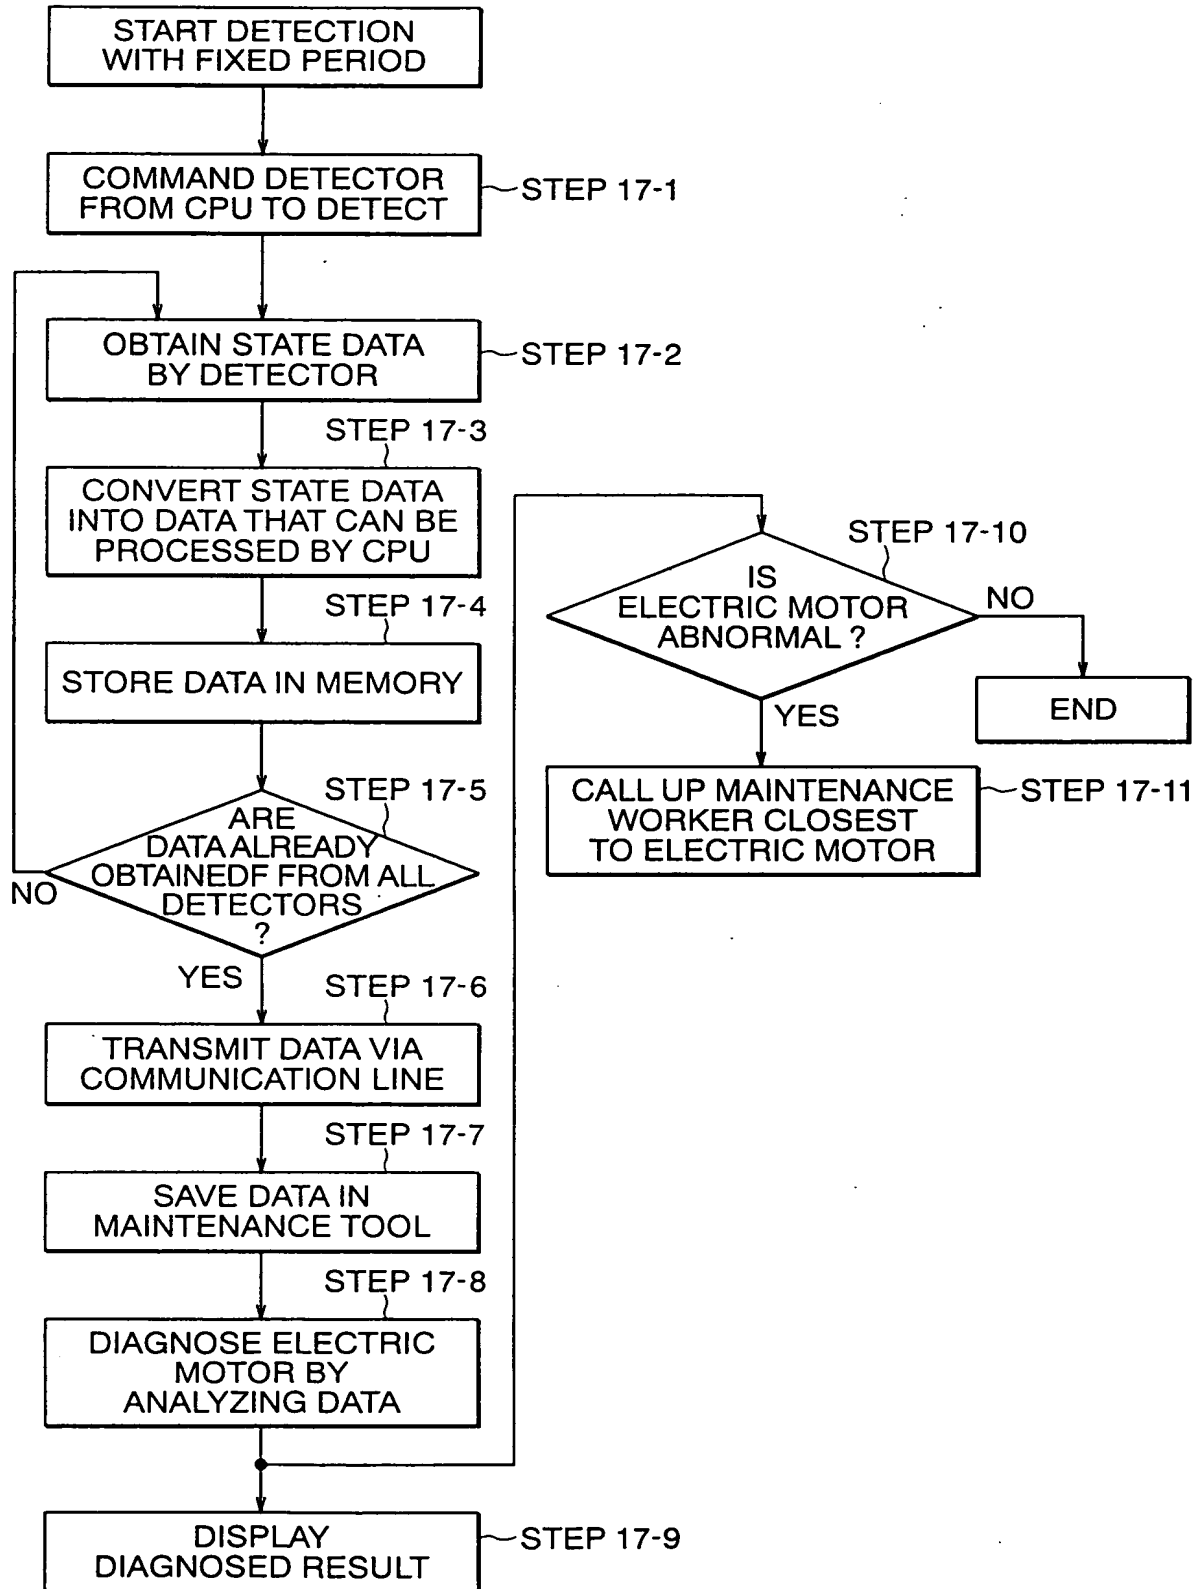 START DETECTION
WITH FIXED PERIOD
COMMAND DETECTOR
FROM CPU TO DETECT
STEP 17-1
OBTAIN STATE DATA
BY DETECTOR
STEP 17-2
STEP 17-3
CONVERT STATE DATA
INTO DATA THAT CAN BE
PROCESSED BY CPU
STEP 17-4
STORE DATA IN MEMORY
STEP 17-5
ARE
DATA ALREADY
OBTAINEDF FROM ALL
DETECTORS
?
NO
YES
STEP 17-6
TRANSMIT DATA VIA
COMMUNICATION LINE
STEP 17-7
SAVE DATA IN
MAINTENANCE TOOL
STEP 17-8
DIAGNOSE ELECTRIC
MOTOR BY
ANALYZING DATA
DISPLAY
DIAGNOSED RESULT
STEP 17-9
STEP 17-10
IS
ELECTRIC MOTOR
ABNORMAL ?
NO
END
YES
CALL UP MAINTENANCE
WORKER CLOSEST
TO ELECTRIC MOTOR
STEP 17-11